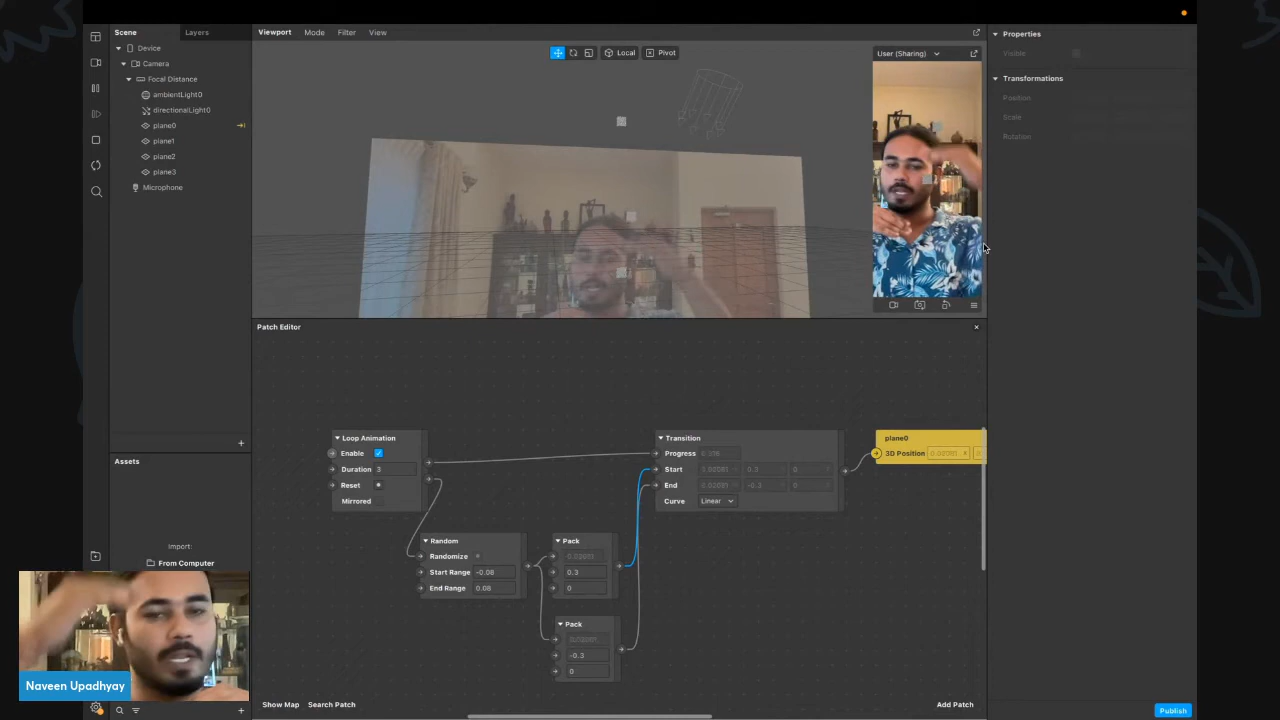 Scene
Layers
Viewport
Mode
Filter
View
Properties
Device
Local
Pivot
User (Sharing)
Visible
Camera
Focal Distance
Transformations
ambientLight0
Position
directionalLight0
Scale
plane0
Rotation
plane1
plane2
plane3
Microphone
Patch Editor
Loop Animation
Enable
Duration 3
Reset
Mirrored
Transition
Progress
Start 0.3 0
End -0.3 0
Curve Linear
plane0
3D Position
Assets
Random
Randomize
Start Range -0.08
End Range 0.08
Pack
0.3
0
Pack
-0.3
0
Import:
From Computer
Naveen Upadhyay
Show Map
Search Patch
Add Patch
Publish